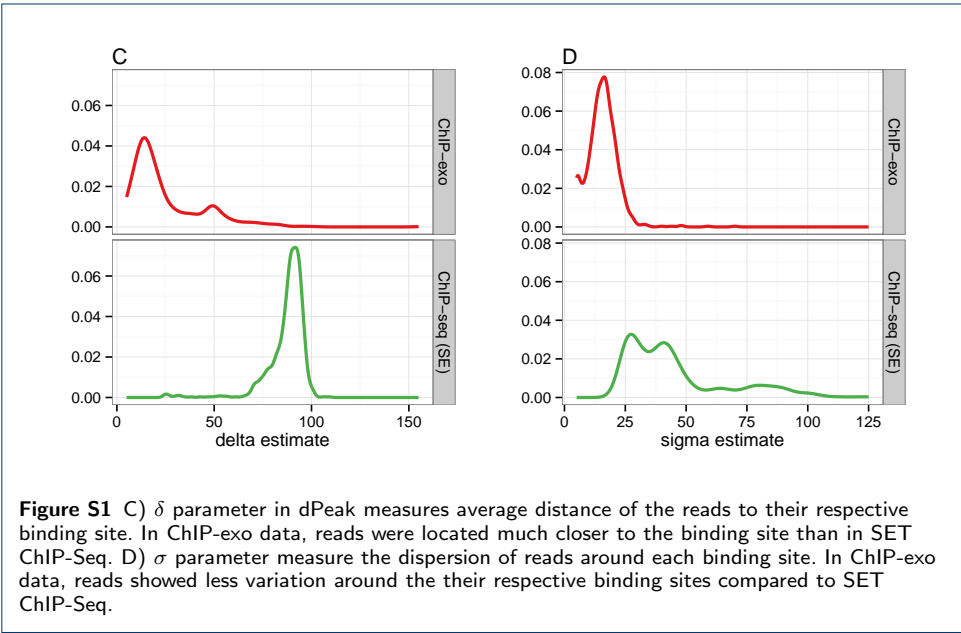 C
0.06
0.04
0.02
0.00
ChIP−exo
0.06
0.04
0.02
0.00
ChIP−seq (SE)
0
50
100
150
delta estimate
D
0.08
0.06
0.04
0.02
0.00
ChIP−exo
0.08
0.06
0.04
0.02
0.00
ChIP−seq (SE)
0
25
50
75
100
125
sigma estimate
Figure S1 C) δ parameter in dPeak measures average distance of the reads to their respective
binding site. In ChIP-exo data, reads were located much closer to the binding site than in SET
ChIP-Seq. D) σ parameter measure the dispersion of reads around each binding site. In ChIP-exo
data, reads showed less variation around the their respective binding sites compared to SET
ChIP-Seq.